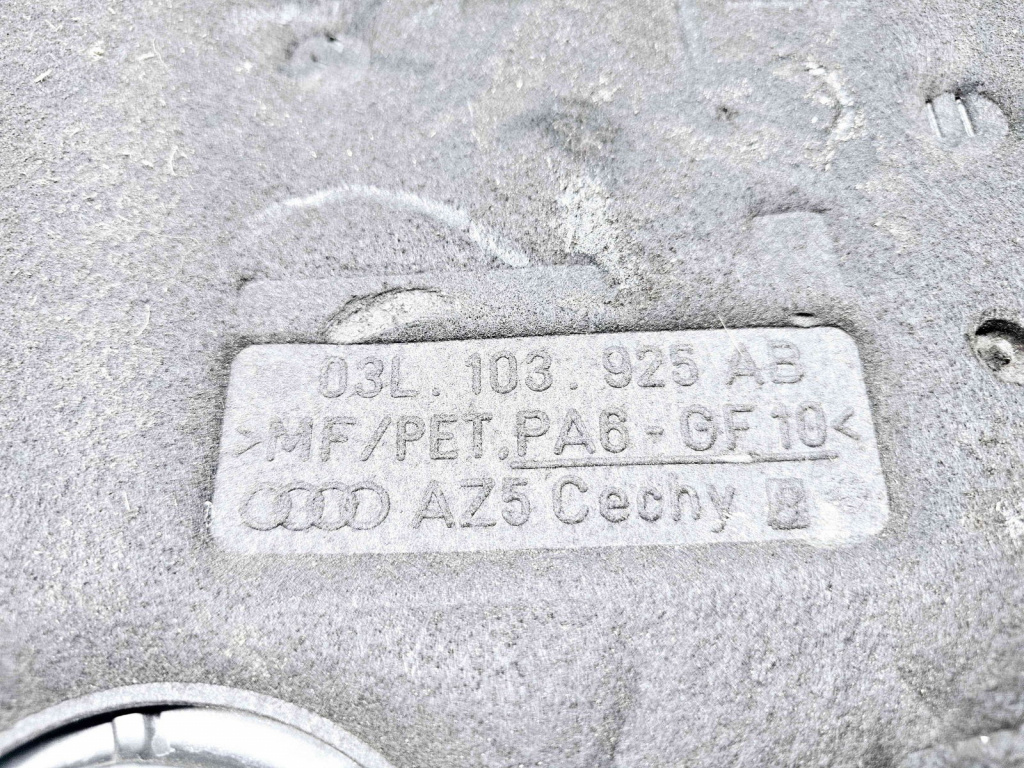 03L.103.925 AB
>MF/PET.PA6-GF10<
AZ5 Cechy